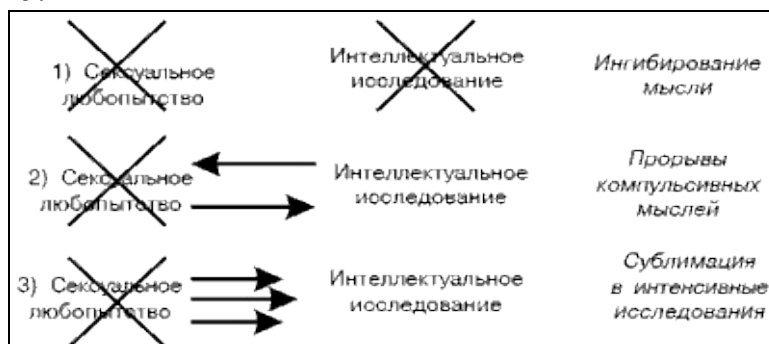 1) Сексуальное
любопытство
Интеллектуальное
исследование
Ингибирование
мысли
2) Сексуальное
любопытство
Интеллектуальное
исследование
Прорывы
компульсивных
мыслей
3) Сексуальное
любопытство
Интеллектуальное
исследование
Сублимация
в интенсивные
исследования